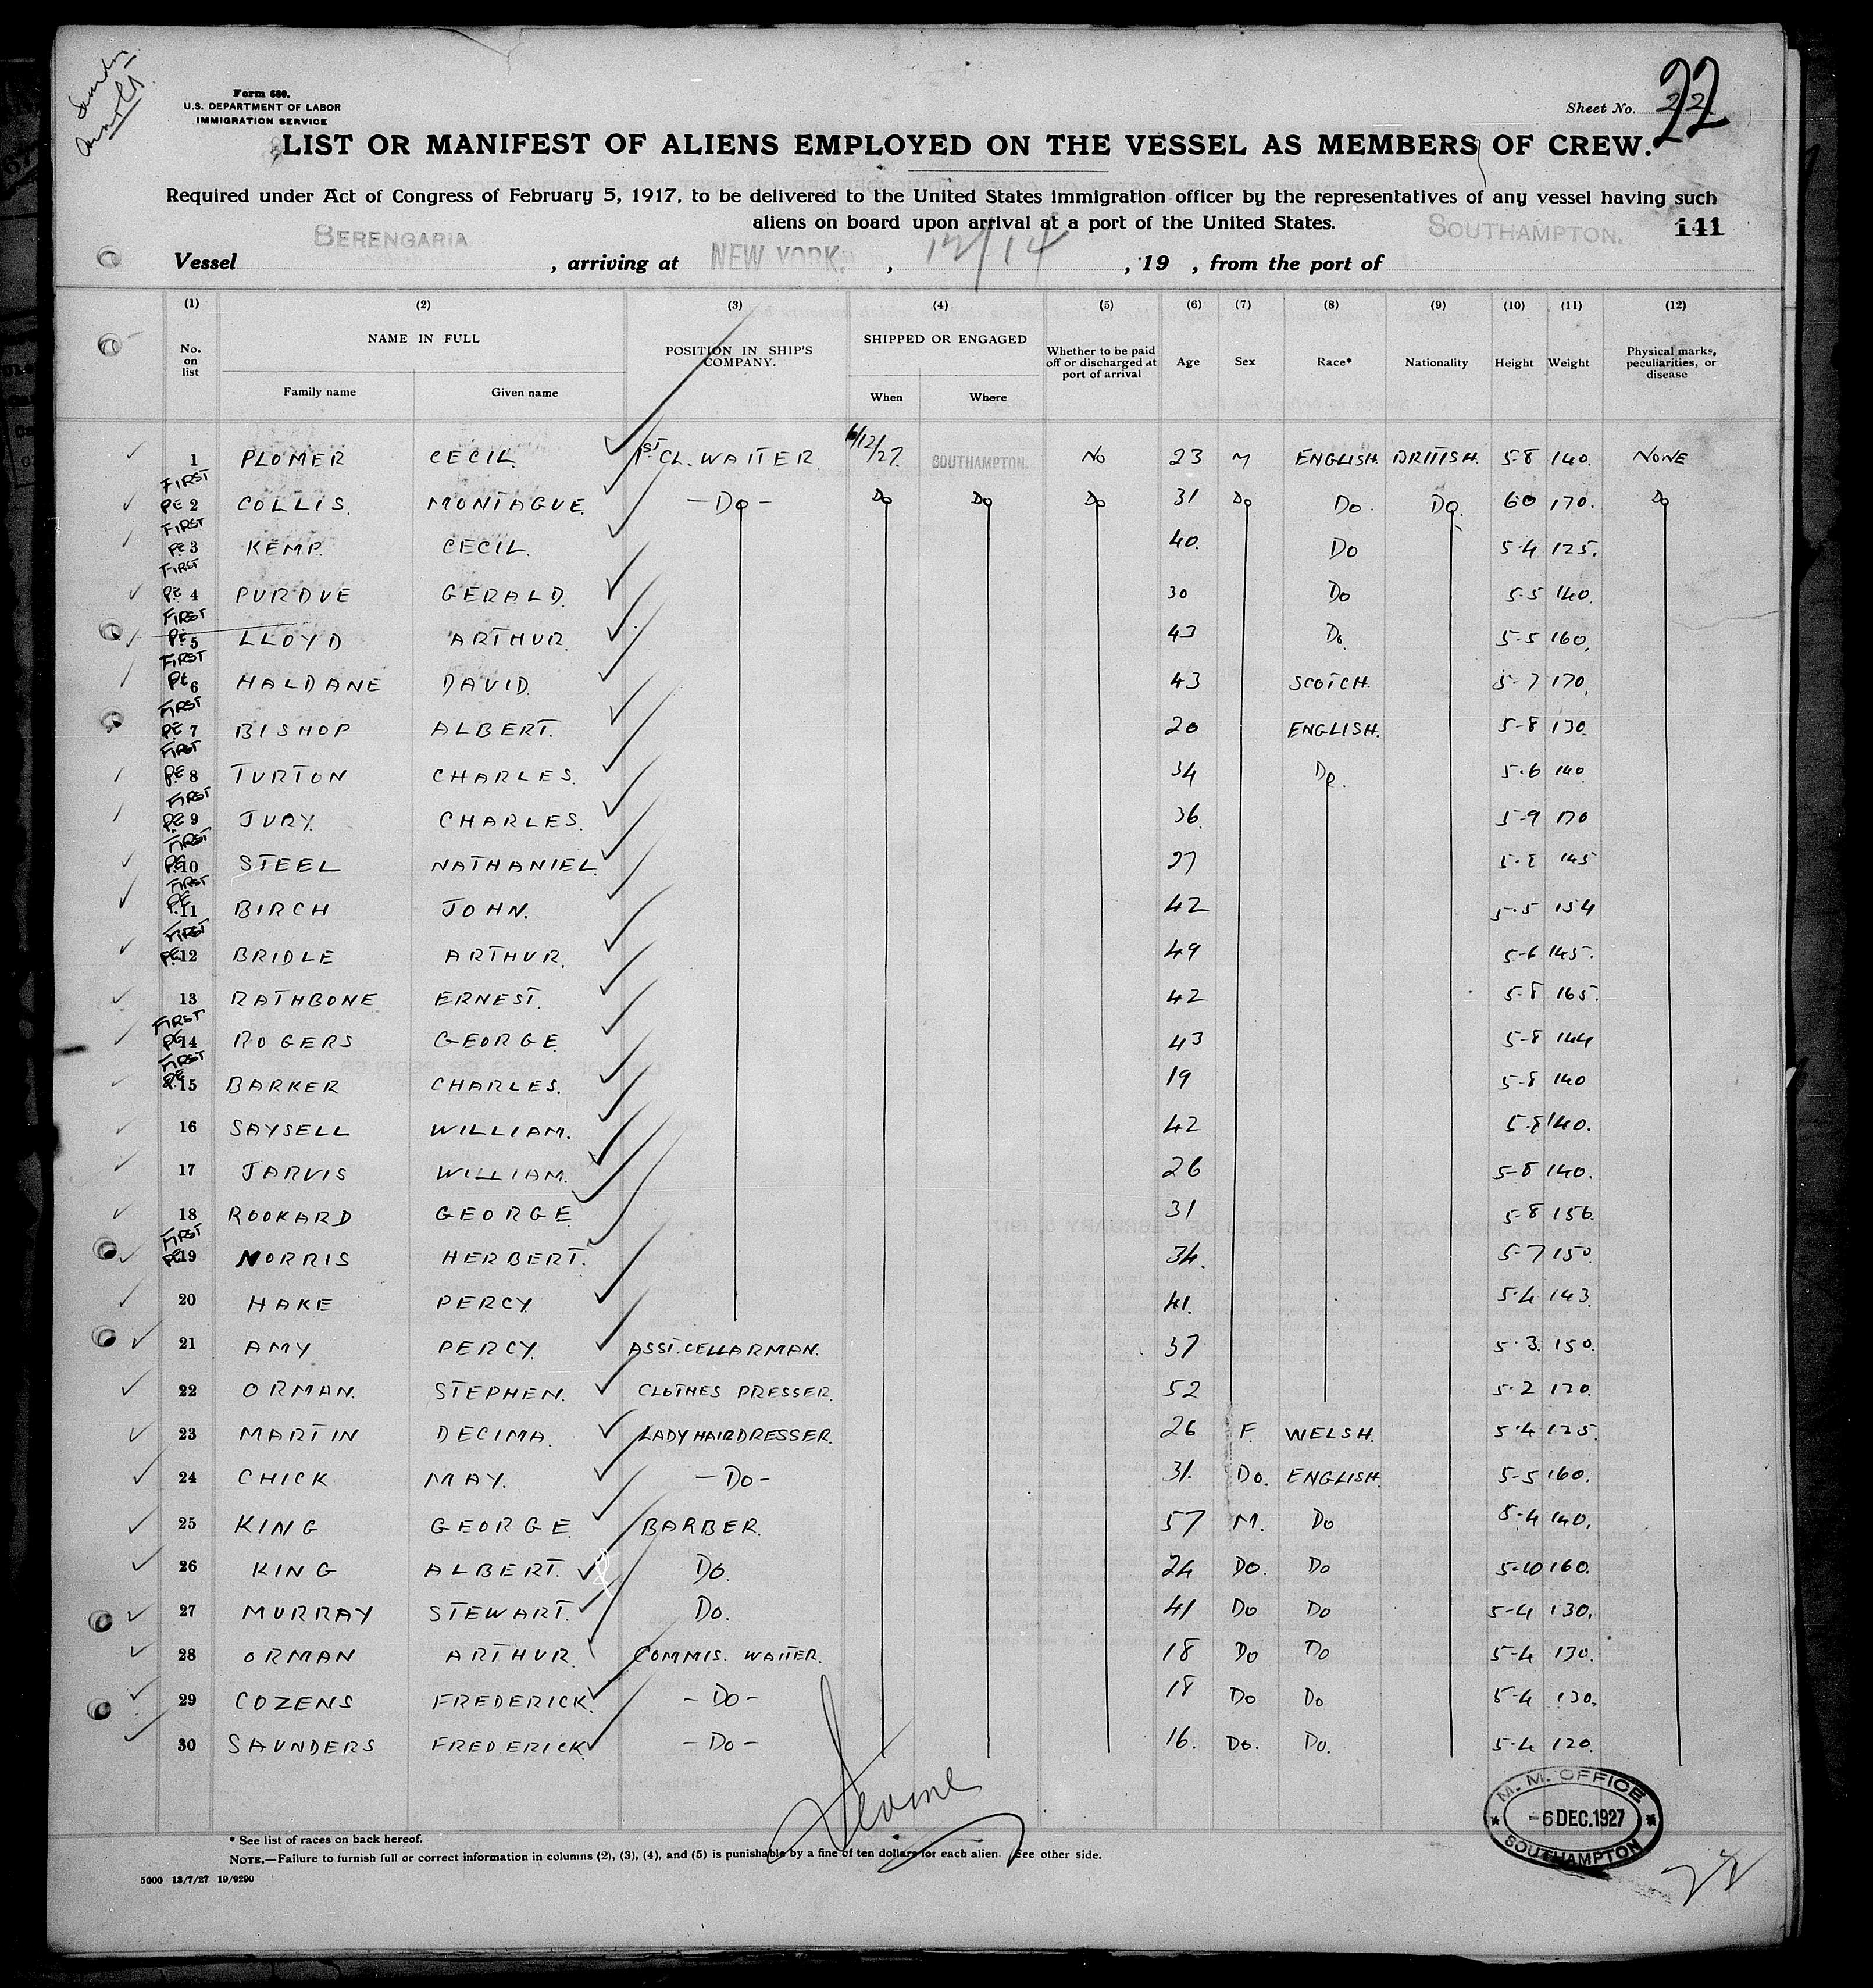 Form 680.
U.S. DEPARTMENT OF LABOR
IMMIGRATION SERVICE
Sheet No. 22
LIST OR MANIFEST OF ALIENS EMPLOYED ON THE VESSEL AS MEMBERS OF CREW.
Required under Act of Congress of February 5, 1917, to be delivered to the United States immigration officer by the representatives of any vessel having such
aliens on board upon arrival at a port of the United States.
141
Vessel BERENGARIA, arriving at NEW YORK, 12/14, 19 , from the port of SOUTHAMPTON.
(1) (2) (3) (4) (5) (6) (7) (8) (9) (10) (11) (12)
No. on list NAME IN FULL Family name Given name POSITION IN SHIP'S COMPANY. SHIPPED OR ENGAGED When Where Whether to be paid off or discharged at port of arrival Age Sex Race* Nationality Height Weight Physical marks, peculiarities, or disease
1 PLOMER CECIL. 1ST CL. WAITER 6/12/27. SOUTHAMPTON. NO 23 M ENGLISH. BRITISH. 5-8 140. NONE
FIRST
PE 2 COLLIS. MONTAGUE. -DO- DO DO DO 31 DO DO. DO. 60 170. DO
FIRST
PE 3 KEMP. CECIL. 40. DO 5-4 125.
FIRST
PE 4 PURDUE GERALD. 30 DO 5-5 140.
FIRST
PE 5 LLOYD ARTHUR. 43 DO 5-5 160.
FIRST
PE 6 HALDANE DAVID. 43 SCOTCH. 5-7 170.
FIRST
PE 7 BISHOP ALBERT. 20 ENGLISH. 5-8 130.
FIRST
PE 8 TURTON CHARLES. 34 DO. 5-6 140
FIRST
PE 9 JURY. CHARLES. 36. 5-9 170
FIRST
PE 10 STEEL NATHANIEL. 27 5-8 145
FIRST
PE 11 BIRCH JOHN. 42 5-5 154
FIRST
PE 12 BRIDLE ARTHUR. 49 5-6 145.
13 RATHBONE ERNEST. 42 5-8 165.
FIRST
PE 14 ROGERS GEORGE 43 5-8 144
FIRST
PE 15 BARKER CHARLES. 19 5-8 140
16 SAYSELL WILLIAM. 42 5-8 140.
17 JARVIS WILLIAM. 26 5-8 140.
18 ROOKARD GEORGE 31 5-8 156.
FIRST
PE 19 NORRIS HERBERT. 34. 5-7 150.
20 HAKE PERCY 41. 5-4 143.
21 AMY PERCY. ASST. CELLARMAN. 37 5-3. 150.
22 ORMAN. STEPHEN. CLOTHES PRESSER. 52 5-2 120.
23 MARTIN DECIMA. LADY HAIRDRESSER. 26 F. WELSH. 5-4 125.
24 CHICK MAY. -DO- 31. DO. ENGLISH. 5-5 160.
25 KING GEORGE. BARBER. 57 M. DO 5-4 140.
26 KING ALBERT. DO. 24 DO. DO 5-10 160.
27 MURRAY STEWART. DO. 41 DO DO 5-4 130.
28 ORMAN ARTHUR. COMMIS. WAITER. 18 DO DO 5-4 130.
29 COZENS FREDERICK. -DO- 18 DO DO 5-4 130.
30 SAUNDERS FREDERICK -DO- 16. DO. DO. 5-4 120.
M. M. OFFICE
-6 DEC. 1927
SOUTHAMPTON
* See list of races on back hereof.
NOTE.—Failure to furnish full or correct information in columns (2), (3), (4), and (5) is punishable by a fine of ten dollars for each alien. See other side.
5000 13/7/27 19/9290